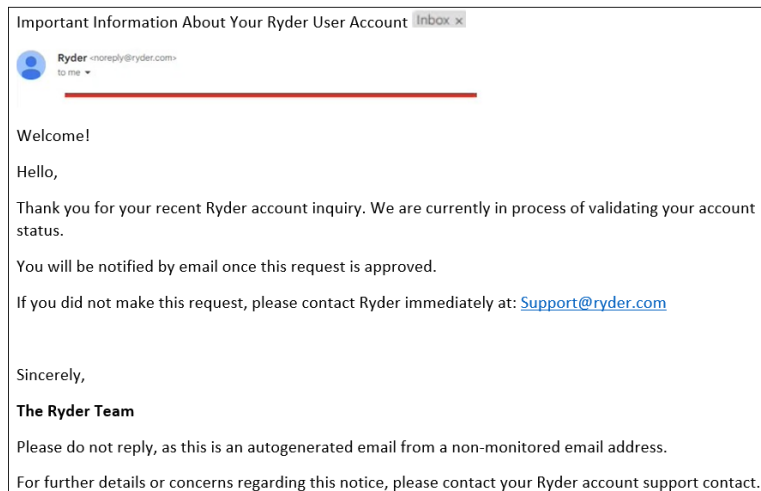 Important Information About Your Ryder User Account Inbox ×
Ryder <noreply@ryder.com>
to me
Welcome!
Hello,
Thank you for your recent Ryder account inquiry. We are currently in process of validating your account
status.
You will be notified by email once this request is approved.
If you did not make this request, please contact Ryder immediately at: Support@ryder.com
Sincerely,
The Ryder Team
Please do not reply, as this is an autogenerated email from a non-monitored email address.
For further details or concerns regarding this notice, please contact your Ryder account support contact.